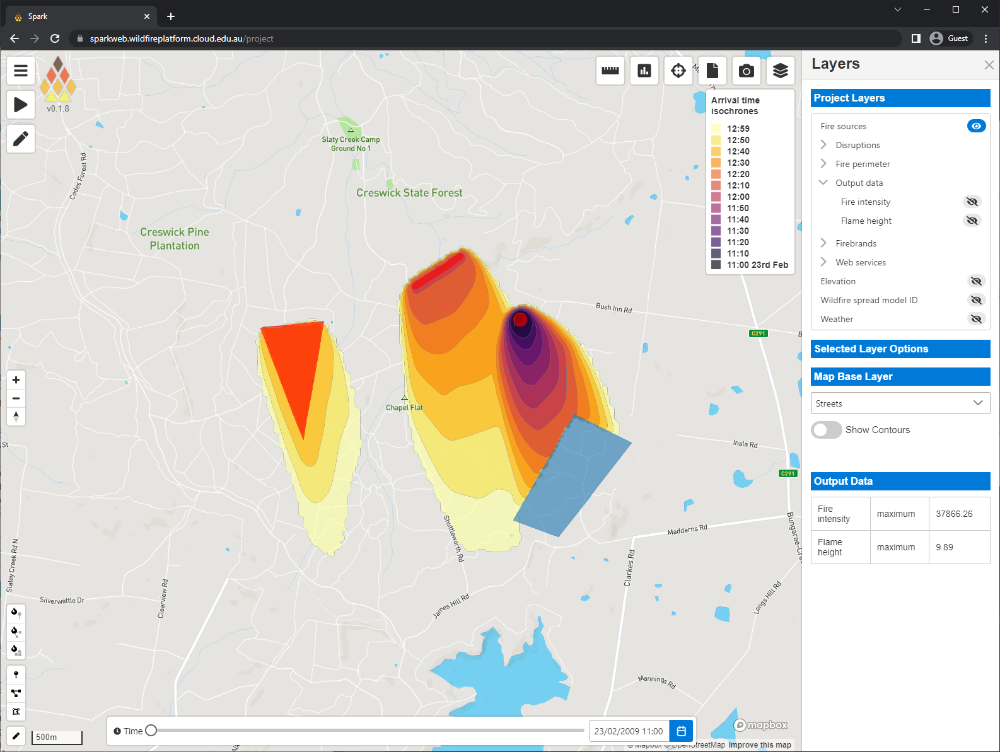 Spark
sparkweb.wildfireplatform.cloud.edu.au/project
Guest
v0.1.8
Arrival time
isochrones
12:59
12:50
12:40
12:30
12:20
12:10
12:00
11:50
11:40
11:30
11:20
11:10
11:00 23rd Feb
Slaty Creek Camp
Ground No 1
Codes Forest Rd
Creswick State Forest
Creswick Pine
Plantation
Bush Inn Rd
C291
Chapel Flat
St
Inala Rd
C291
Shuttleworth Rd
Madderns Rd
Slatey Creek Rd N
Silverwattle Dr
Clearview Rd
James Hill Rd
Clarkes Rd
Longs Hill Rd
Mannings Rd
500m
Time
23/02/2009 11:00
mapbox
© Mapbox © OpenStreetMap Improve this map
Layers
Project Layers
Fire sources
Disruptions
Fire perimeter
Output data
Fire intensity
Flame height
Firebrands
Web services
Elevation
Wildfire spread model ID
Weather
Selected Layer Options
Map Base Layer
Streets
Show Contours
Output Data
Fire
intensity
maximum
37866.26
Flame
height
maximum
9.89